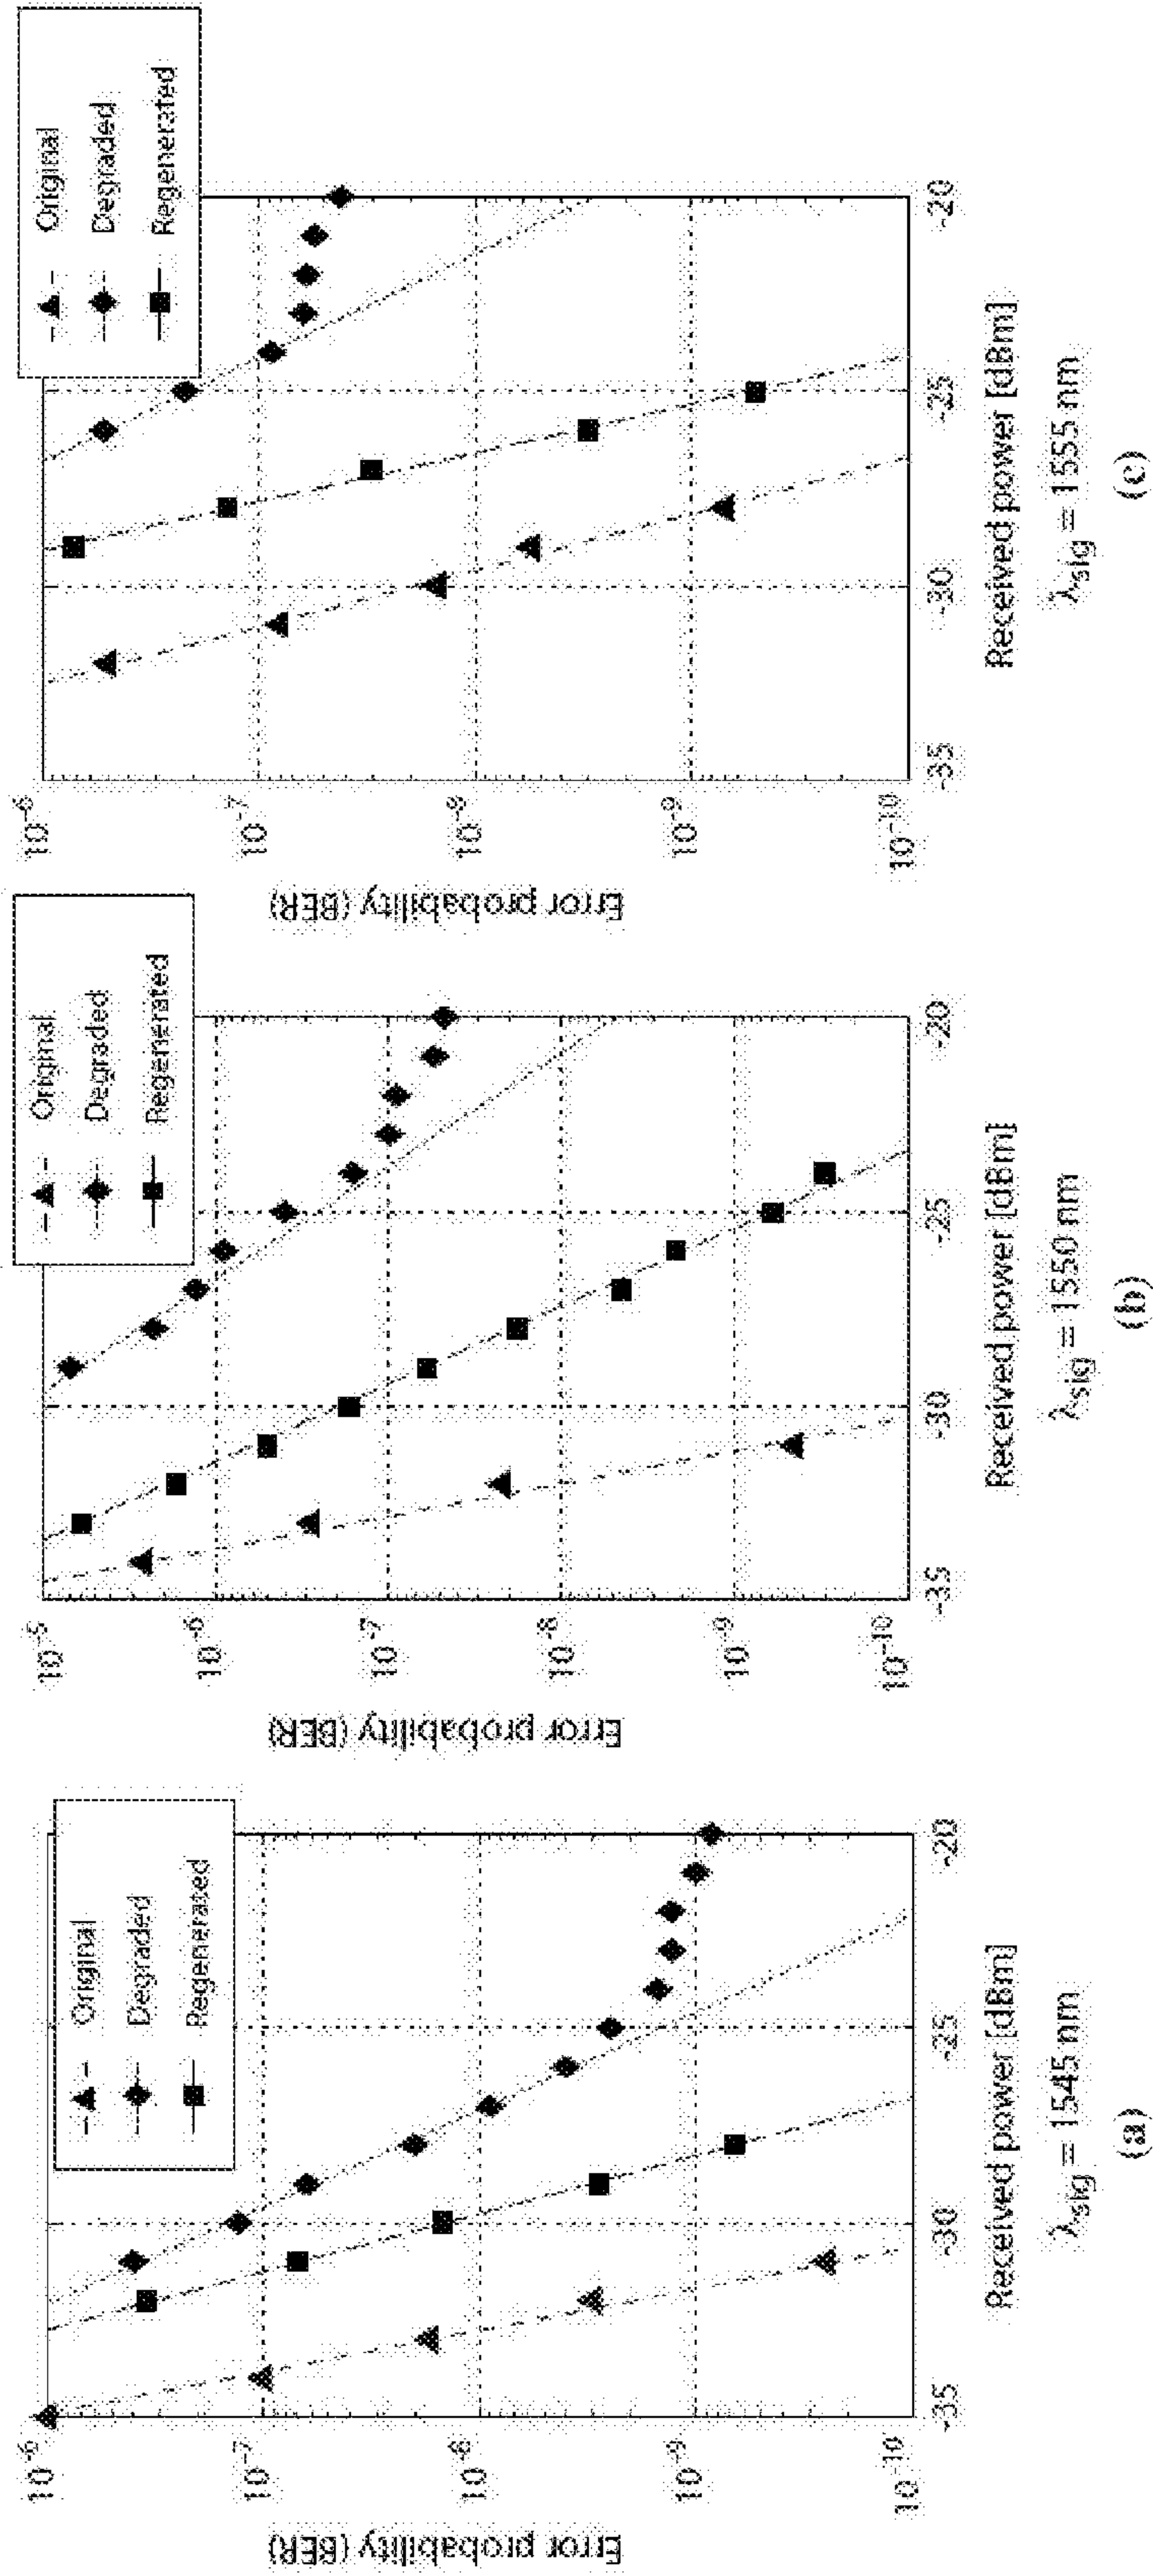 Original
Degraded
Regenerated
10⁻⁶
10⁻⁷
10⁻⁸
10⁻⁹
10⁻¹⁰
Error probability (BER)
-35
-30
-25
-20
Received power [dBm]
λsig = 1545 nm
(a)
Original
Degraded
Regenerated
10⁻⁵
10⁻⁶
10⁻⁷
10⁻⁸
10⁻⁹
10⁻¹⁰
Error probability (BER)
-35
-30
-25
-20
Received power [dBm]
λsig = 1550 nm
(b)
Original
Degraded
Regenerated
10⁻⁶
10⁻⁷
10⁻⁸
10⁻⁹
10⁻¹⁰
Error probability (BER)
-35
-30
-25
-20
Received power [dBm]
λsig = 1555 nm
(c)